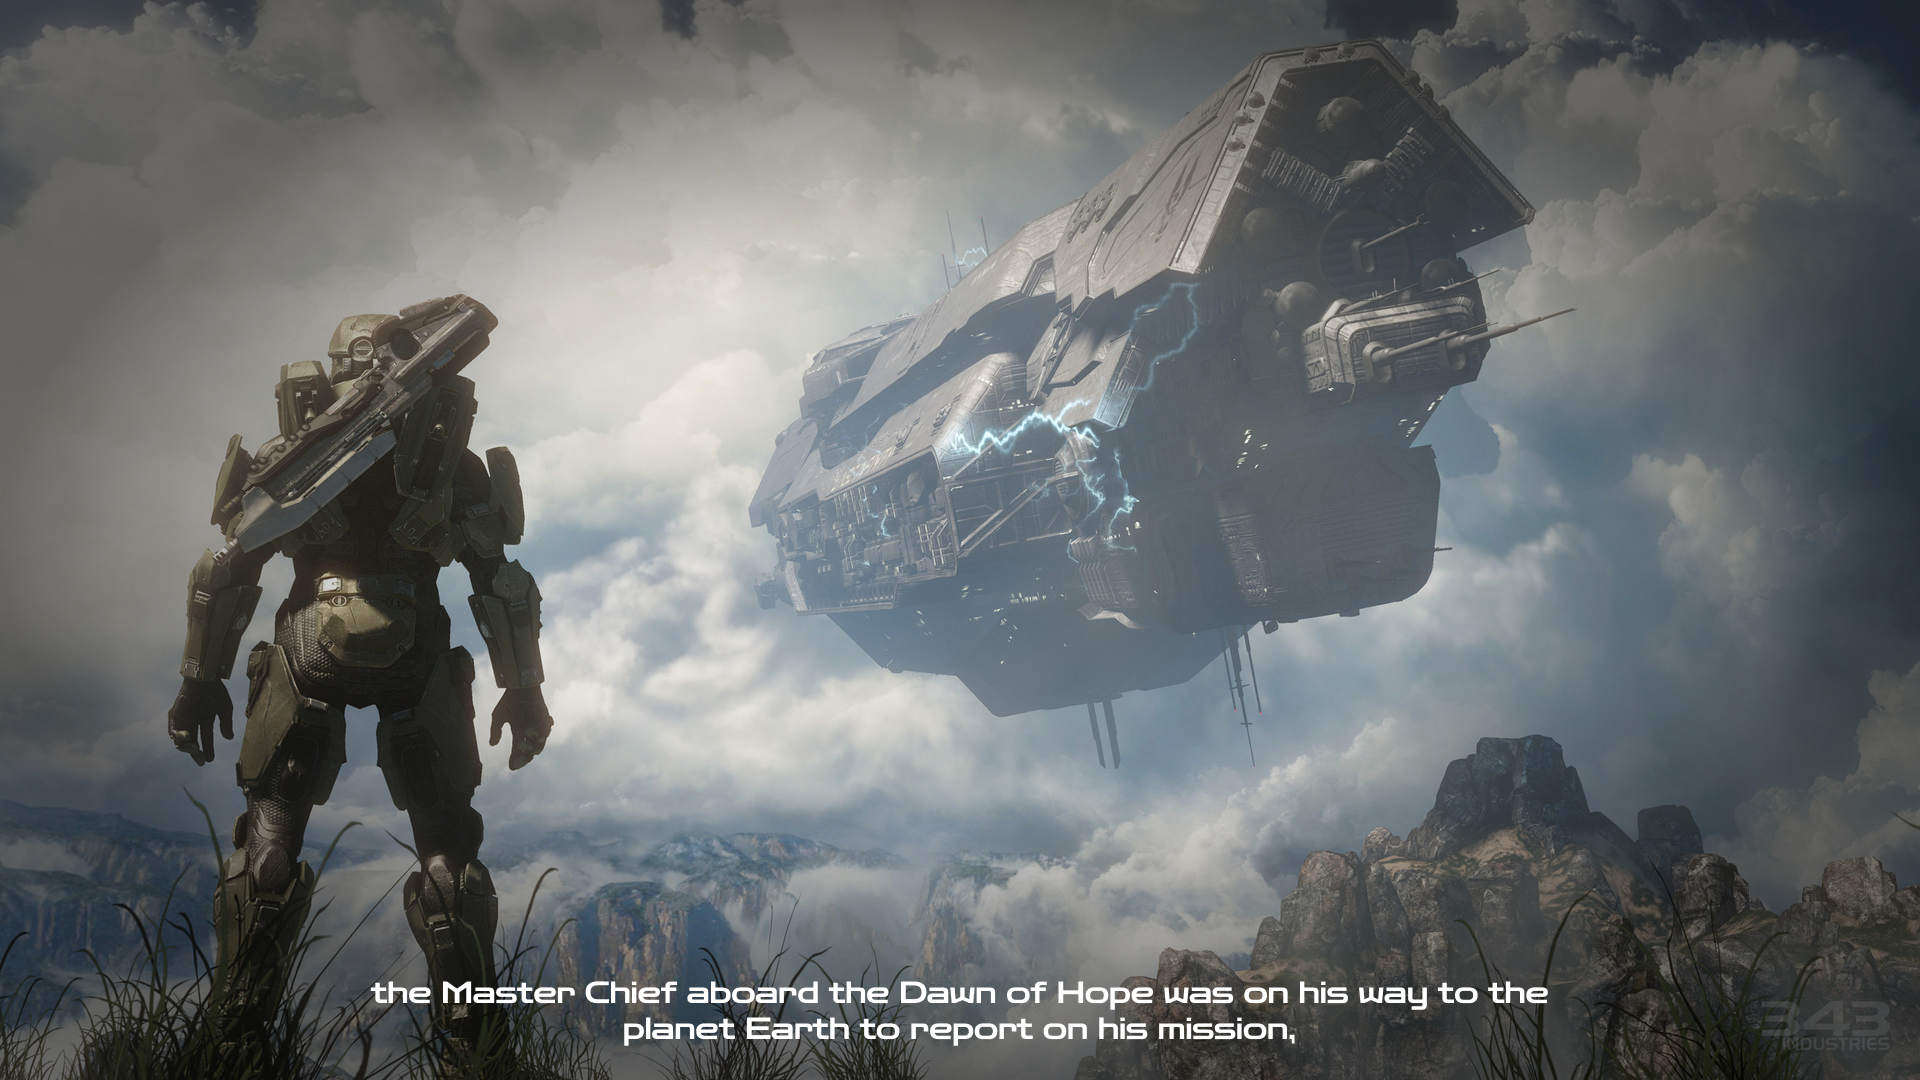 the Master Chief aboard the Dawn of Hope was on his way to the
planet Earth to report on his mission,
343
INDUSTRIES